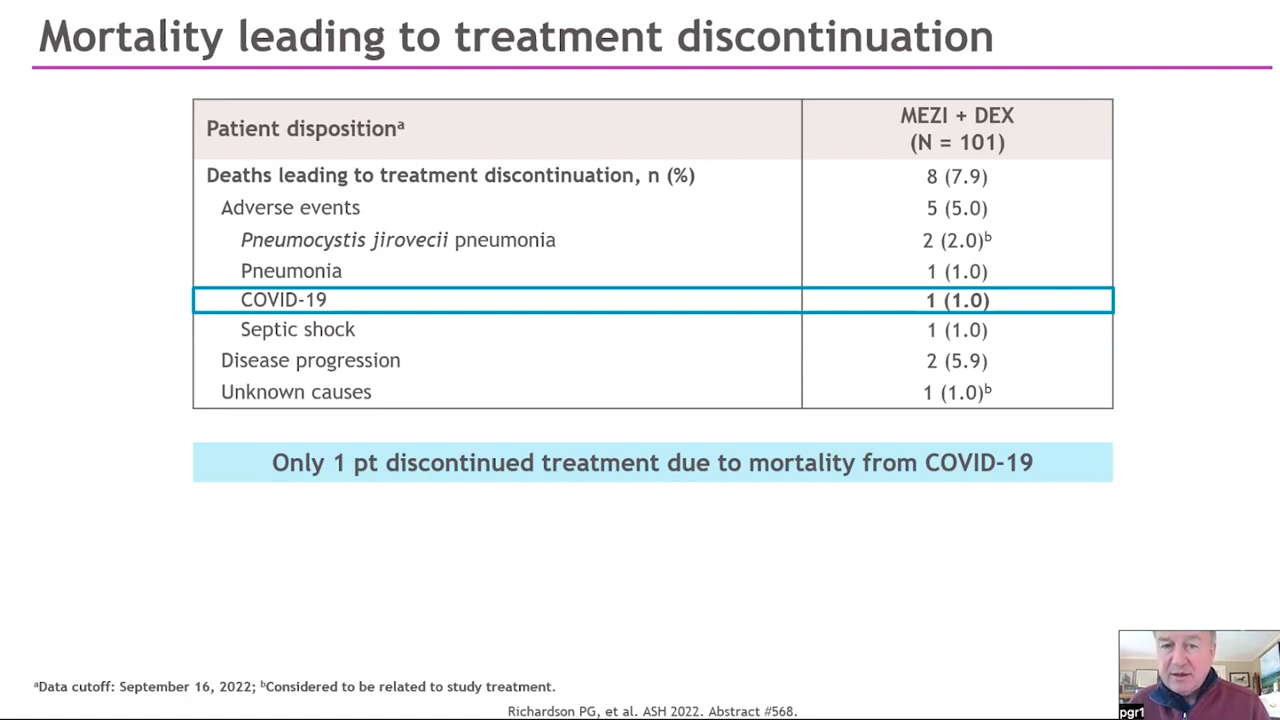 Mortality leading to treatment discontinuation
Patient dispositionᵃ
MEZI + DEX
(N = 101)
Deaths leading to treatment discontinuation, n (%) 8 (7.9)
Adverse events 5 (5.0)
Pneumocystis jirovecii pneumonia 2 (2.0)ᵇ
Pneumonia 1 (1.0)
COVID-19 1 (1.0)
Septic shock 1 (1.0)
Disease progression 2 (5.9)
Unknown causes 1 (1.0)ᵇ
Only 1 pt discontinued treatment due to mortality from COVID-19
ᵃData cutoff: September 16, 2022; ᵇConsidered to be related to study treatment.
Richardson PG, et al. ASH 2022. Abstract #568.
pgr1